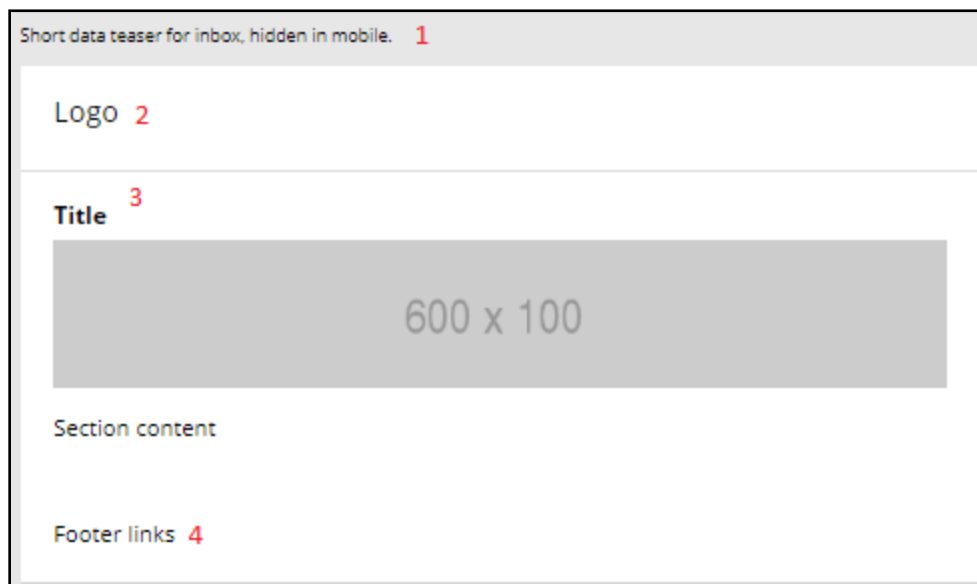 Short data teaser for inbox, hidden in mobile. 1
Logo 2
3
Title
600 x 100
Section content
Footer links 4